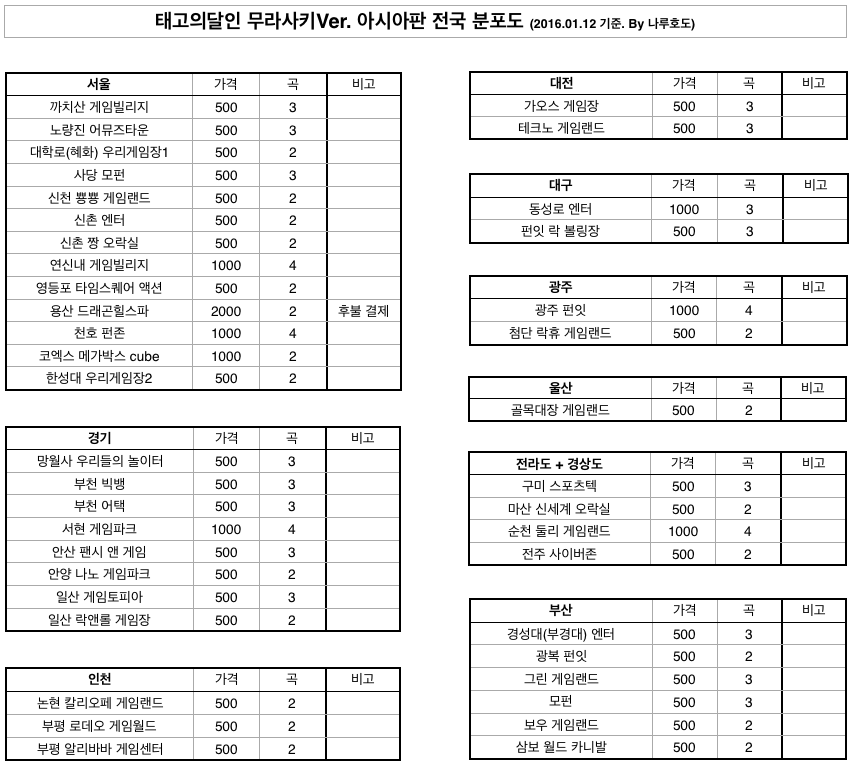 태고의달인 무라사키Ver. 아시아판 전국 분포도 (2016.01.12 기준. By 나루호도)
서울 가격 곡 비고
까치산 게임빌리지 500 3
노량진 어뮤즈타운 500 3
대학로(혜화) 우리게임장1 500 2
사당 모펀 500 3
신천 뿅뿅 게임랜드 500 2
신촌 엔터 500 2
신촌 짱 오락실 500 2
연신내 게임빌리지 1000 4
영등포 타임스퀘어 액션 500 2
용산 드래곤힐스파 2000 2 후불 결제
천호 펀존 1000 4
코엑스 메가박스 cube 1000 2
한성대 우리게임장2 500 2
경기 가격 곡 비고
망월사 우리들의 놀이터 500 3
부천 빅뱅 500 3
부천 어택 500 3
서현 게임파크 1000 4
안산 팬시 앤 게임 500 3
안양 나노 게임파크 500 2
일산 게임토피아 500 3
일산 락앤롤 게임장 500 2
인천 가격 곡 비고
논현 칼리오페 게임랜드 500 2
부평 로데오 게임월드 500 2
부평 알리바바 게임센터 500 2
대전 가격 곡 비고
가오스 게임장 500 3
테크노 게임랜드 500 3
대구 가격 곡 비고
동성로 엔터 1000 3
펀잇 락 볼링장 500 3
광주 가격 곡 비고
광주 펀잇 1000 4
첨단 락휴 게임랜드 500 2
울산 가격 곡 비고
골목대장 게임랜드 500 2
전라도 + 경상도 가격 곡 비고
구미 스포츠텍 500 3
마산 신세계 오락실 500 2
순천 둘리 게임랜드 1000 4
전주 사이버존 500 2
부산 가격 곡 비고
경성대(부경대) 엔터 500 3
광복 펀잇 500 2
그린 게임랜드 500 3
모펀 500 3
보우 게임랜드 500 2
삼보 월드 카니발 500 2